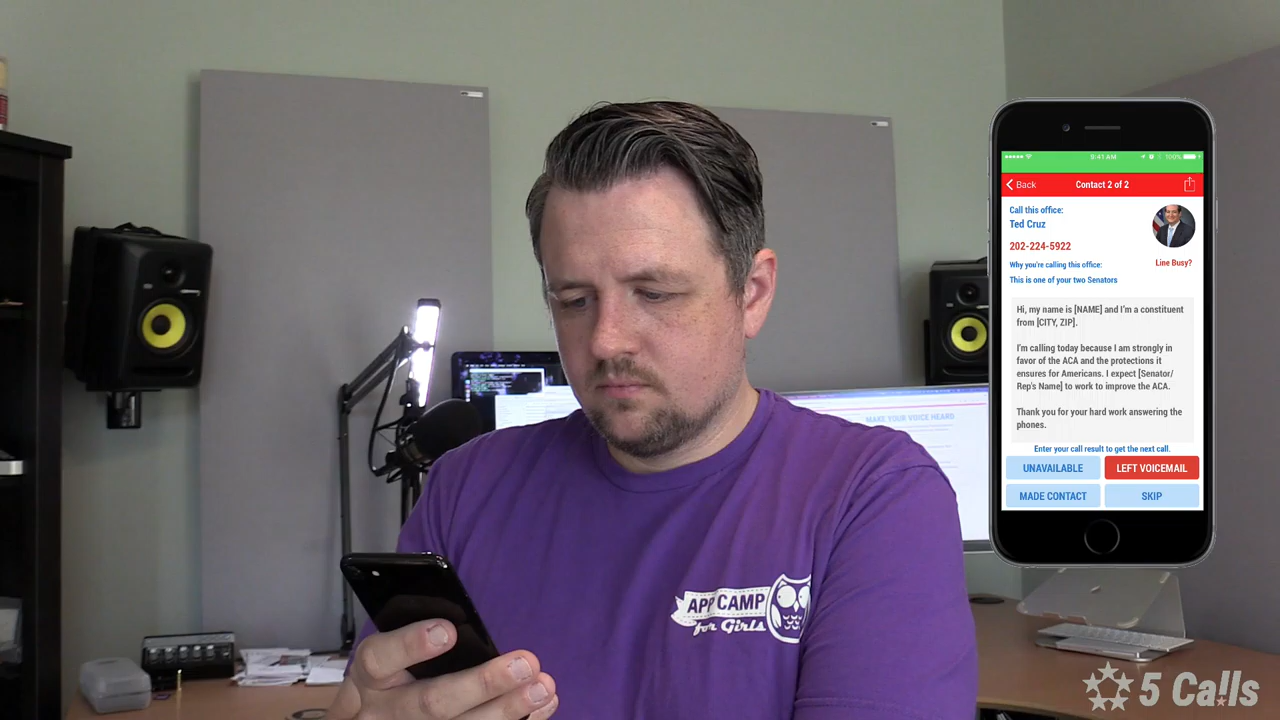 MAKE YOUR VOICE HEARD
APP CAMP
for Girls
9:41 AM
100%
Back
Contact 2 of 2
Call this office:
Ted Cruz
202-224-5922
Why you're calling this office:
Line Busy?
This is one of your two Senators
Hi, my name is [NAME] and I'm a constituent
from [CITY, ZIP].
I'm calling today because I am strongly in
favor of the ACA and the protections it
ensures for Americans. I expect [Senator/
Rep's Name] to work to improve the ACA.
Thank you for your hard work answering the
phones.
Enter your call result to get the next call.
UNAVAILABLE
LEFT VOICEMAIL
MADE CONTACT
SKIP
5 Calls